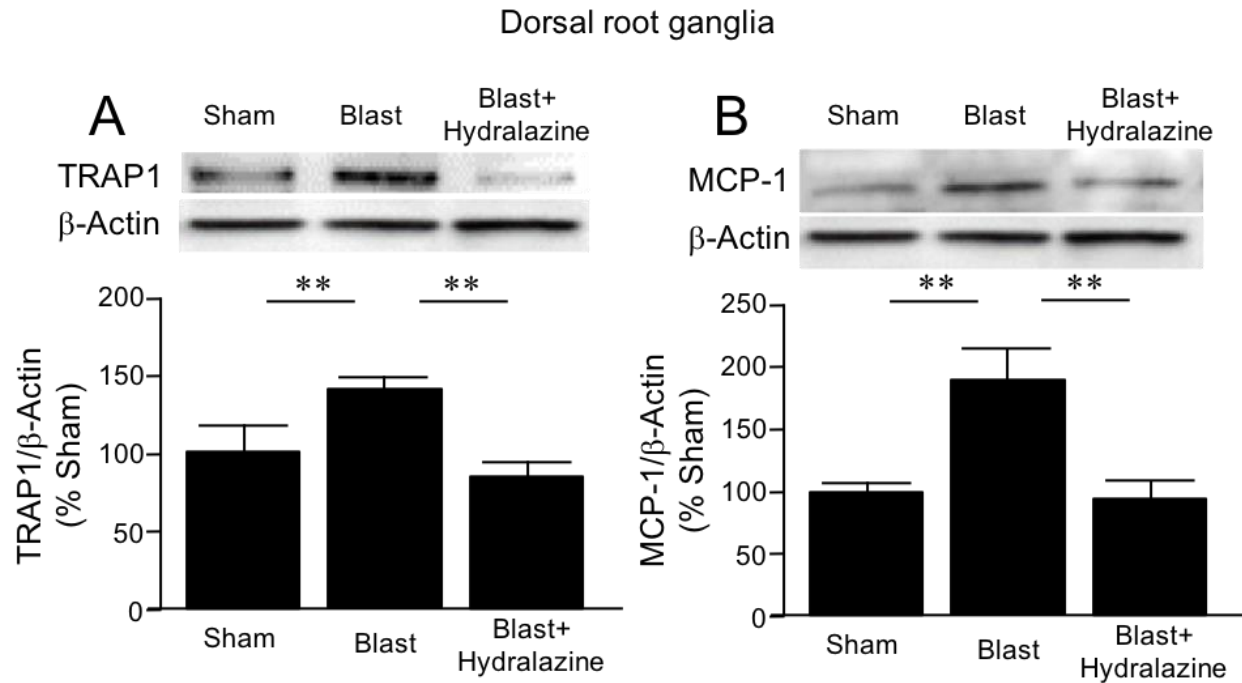 Dorsal root ganglia
A
Sham
Blast
Blast+
Hydralazine
TRAP1
β-Actin
**
**
TRAP1/β-Actin
(% Sham)
200
150
100
50
0
Sham
Blast
Blast+
Hydralazine
B
Sham
Blast
Blast+
Hydralazine
MCP-1
β-Actin
**
**
MCP-1/β-Actin
(% Sham)
250
200
150
100
50
0
Sham
Blast
Blast+
Hydralazine